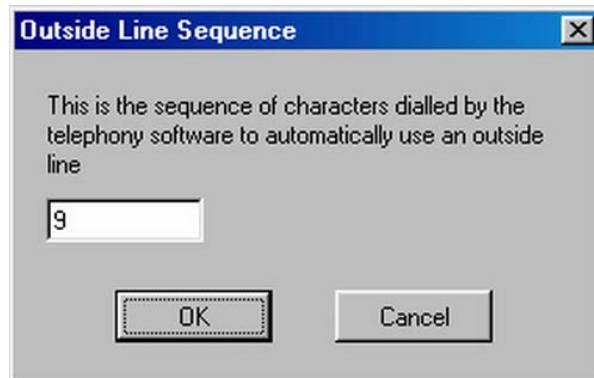 Outside Line Sequence
This is the sequence of characters dialled by the
telephony software to automatically use an outside
line
9
OK
Cancel